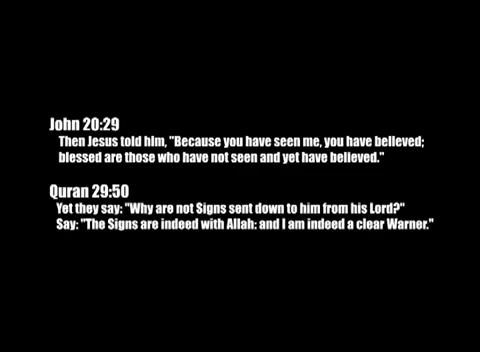 John 20:29
Then Jesus told him, "Because you have seen me, you have believed;
blessed are those who have not seen and yet have believed."
Quran 29:50
Yet they say: "Why are not Signs sent down to him from his Lord?"
Say: "The Signs are indeed with Allah: and I am indeed a clear Warner."